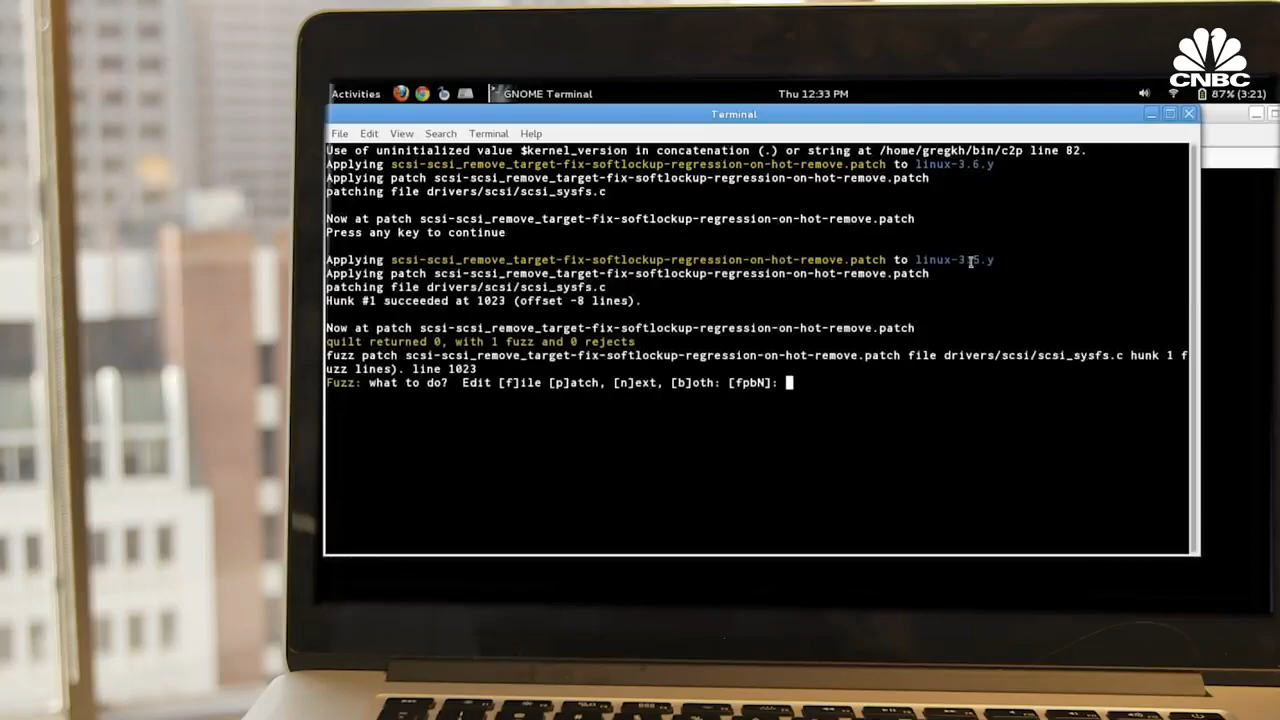 CNBC
Activities GNOME Terminal Thu 12:33 PM 87% (3:21)
Terminal
File Edit View Search Terminal Help
Use of uninitialized value $kernel_version in concatenation (.) or string at /home/gregkh/bin/c2p line 82.
Applying scsi-scsi_remove_target-fix-softlockup-regression-on-hot-remove.patch to linux-3.6.y
Applying patch scsi-scsi_remove_target-fix-softlockup-regression-on-hot-remove.patch
patching file drivers/scsi/scsi_sysfs.c
Now at patch scsi-scsi_remove_target-fix-softlockup-regression-on-hot-remove.patch
Press any key to continue
Applying scsi-scsi_remove_target-fix-softlockup-regression-on-hot-remove.patch to linux-3.5.y
Applying patch scsi-scsi_remove_target-fix-softlockup-regression-on-hot-remove.patch
patching file drivers/scsi/scsi_sysfs.c
Hunk #1 succeeded at 1023 (offset -8 lines).
Now at patch scsi-scsi_remove_target-fix-softlockup-regression-on-hot-remove.patch
quilt returned 0, with 1 fuzz and 0 rejects
fuzz patch scsi-scsi_remove_target-fix-softlockup-regression-on-hot-remove.patch file drivers/scsi/scsi_sysfs.c hunk 1 f
uzz lines). line 1023
Fuzz: what to do? Edit [f]ile [p]atch, [n]ext, [b]oth: [fpbN]: